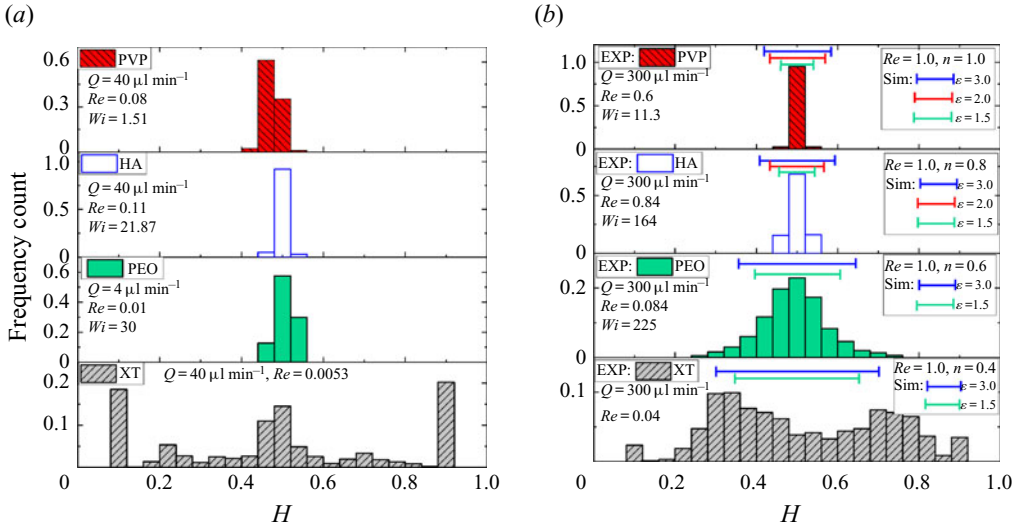 (a)
(b)
Frequency count
0.6
0.3
0
PVP
Q = 40 μl min⁻¹
Re = 0.08
Wi = 1.51
1.0
0.5
0
HA
Q = 40 μl min⁻¹
Re = 0.11
Wi = 21.87
0.6
0.4
0.2
0
PEO
Q = 4 μl min⁻¹
Re = 0.01
Wi = 30
0.2
0.1
XT
Q = 40 μl min⁻¹, Re = 0.0053
0
0.2
0.4
0.6
0.8
1.0
H
1.0
0.5
0
EXP: PVP
Q = 300 μl min⁻¹
Re = 0.6
Wi = 11.3
Re = 1.0, n = 1.0
Sim: ε = 3.0
ε = 2.0
ε = 1.5
0.5
0
EXP: HA
Q = 300 μl min⁻¹
Re = 0.84
Wi = 164
Re = 1.0, n = 0.8
Sim: ε = 3.0
ε = 2.0
ε = 1.5
0.2
0
EXP: PEO
Q = 300 μl min⁻¹
Re = 0.084
Wi = 225
Re = 1.0, n = 0.6
Sim: ε = 3.0
ε = 1.5
0.1
EXP: XT
Q = 300 μl min⁻¹
Re = 0.04
Re = 1.0, n = 0.4
Sim: ε = 3.0
ε = 1.5
0
0.2
0.4
0.6
0.8
1.0
H